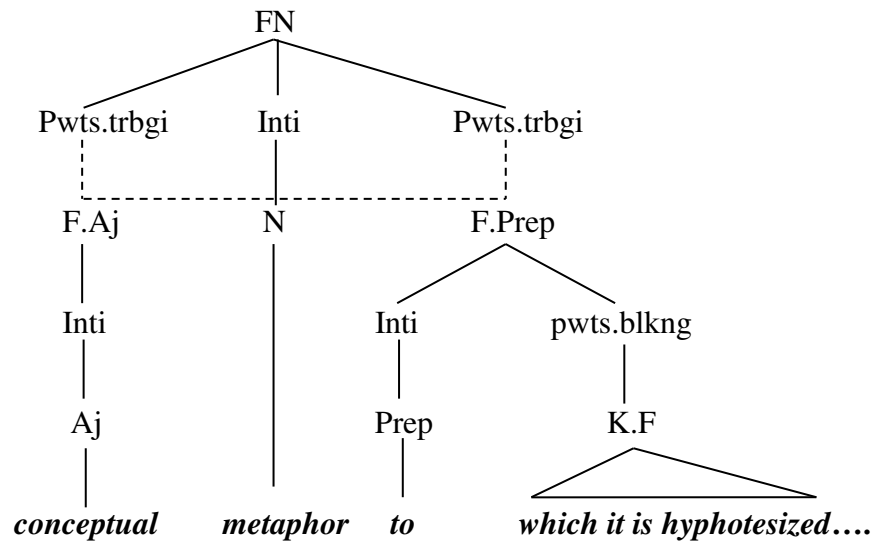 FN
Pwts.trbgi Inti Pwts.trbgi
F.Aj N F.Prep
Inti Inti pwts.blkng
Aj Prep K.F
conceptual metaphor to which it is hyphotesized….